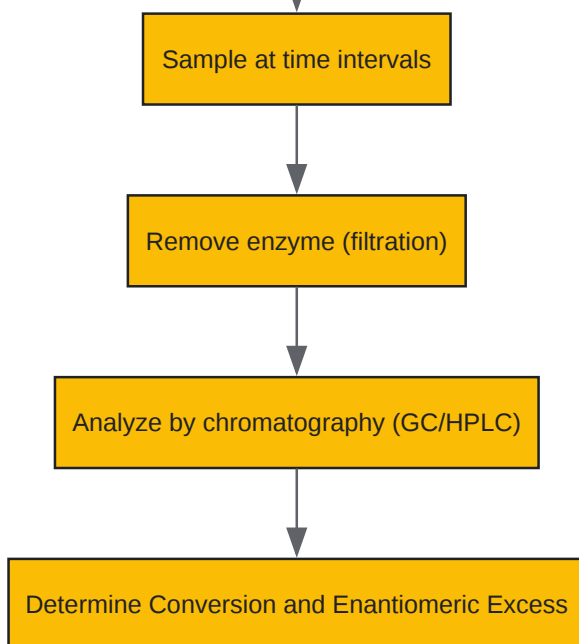 Sample at time intervals
Remove enzyme (filtration)
Analyze by chromatography (GC/HPLC)
Determine Conversion and Enantiomeric Excess